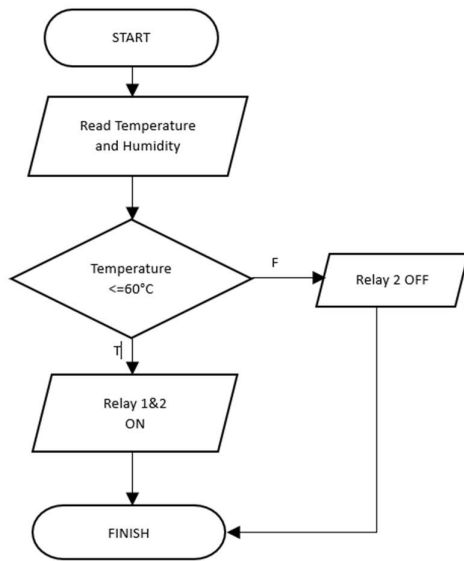 START
Read Temperature
and Humidity
Temperature
<=60°C
F
Relay 2 OFF
T
Relay 1&2
ON
FINISH